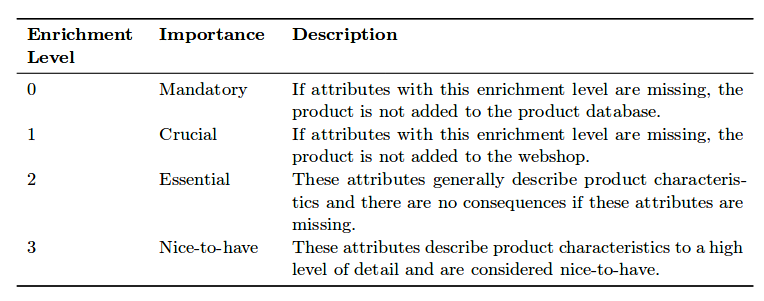 Enrichment Level Importance Description
0 Mandatory If attributes with this enrichment level are missing, the
product is not added to the product database.
1 Crucial If attributes with this enrichment level are missing, the
product is not added to the webshop.
2 Essential These attributes generally describe product characteris-
tics and there are no consequences if these attributes are
missing.
3 Nice-to-have These attributes describe product characteristics to a high
level of detail and are considered nice-to-have.